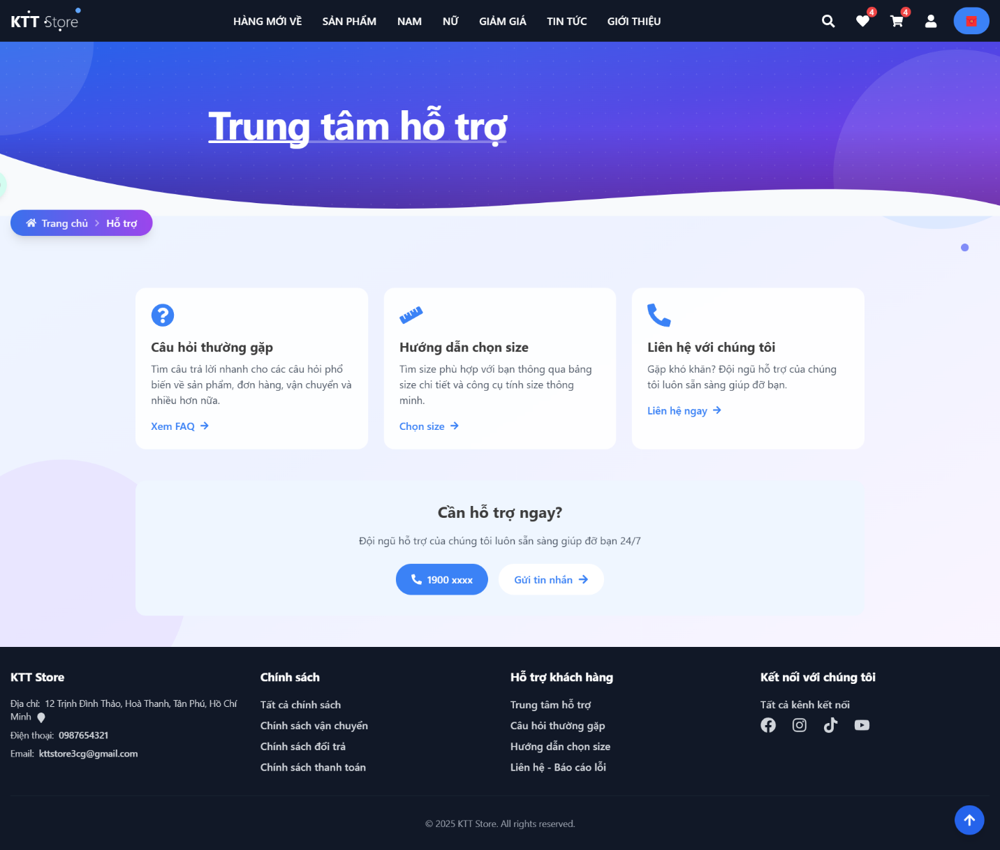 KTT Store
HÀNG MỚI VỀ
SẢN PHẨM
NAM
NỮ
GIẢM GIÁ
TIN TỨC
GIỚI THIỆU
4
4
Trung tâm hỗ trợ
Trang chủ
Hỗ trợ
Câu hỏi thường gặp
Tìm câu trả lời nhanh cho các câu hỏi phổ
biến về sản phẩm, đơn hàng, vận chuyển và
nhiều hơn nữa.
Xem FAQ
Hướng dẫn chọn size
Tìm size phù hợp với bạn thông qua bảng
size chi tiết và công cụ tính size thông
minh.
Chọn size
Liên hệ với chúng tôi
Gặp khó khăn? Đội ngũ hỗ trợ của chúng
tôi luôn sẵn sàng giúp đỡ bạn.
Liên hệ ngay
Cần hỗ trợ ngay?
Đội ngũ hỗ trợ của chúng tôi luôn sẵn sàng giúp đỡ bạn 24/7
1900 xxxx
Gửi tin nhắn
KTT Store
Địa chỉ: 12 Trịnh Đình Thảo, Hoà Thanh, Tân Phú, Hồ Chí
Minh
Điện thoại: 0987654321
Email: kttstore3cg@gmail.com
Chính sách
Tất cả chính sách
Chính sách vận chuyển
Chính sách đổi trả
Chính sách thanh toán
Hỗ trợ khách hàng
Trung tâm hỗ trợ
Câu hỏi thường gặp
Hướng dẫn chọn size
Liên hệ - Báo cáo lỗi
Kết nối với chúng tôi
Tất cả kênh kết nối
© 2025 KTT Store. All rights reserved.